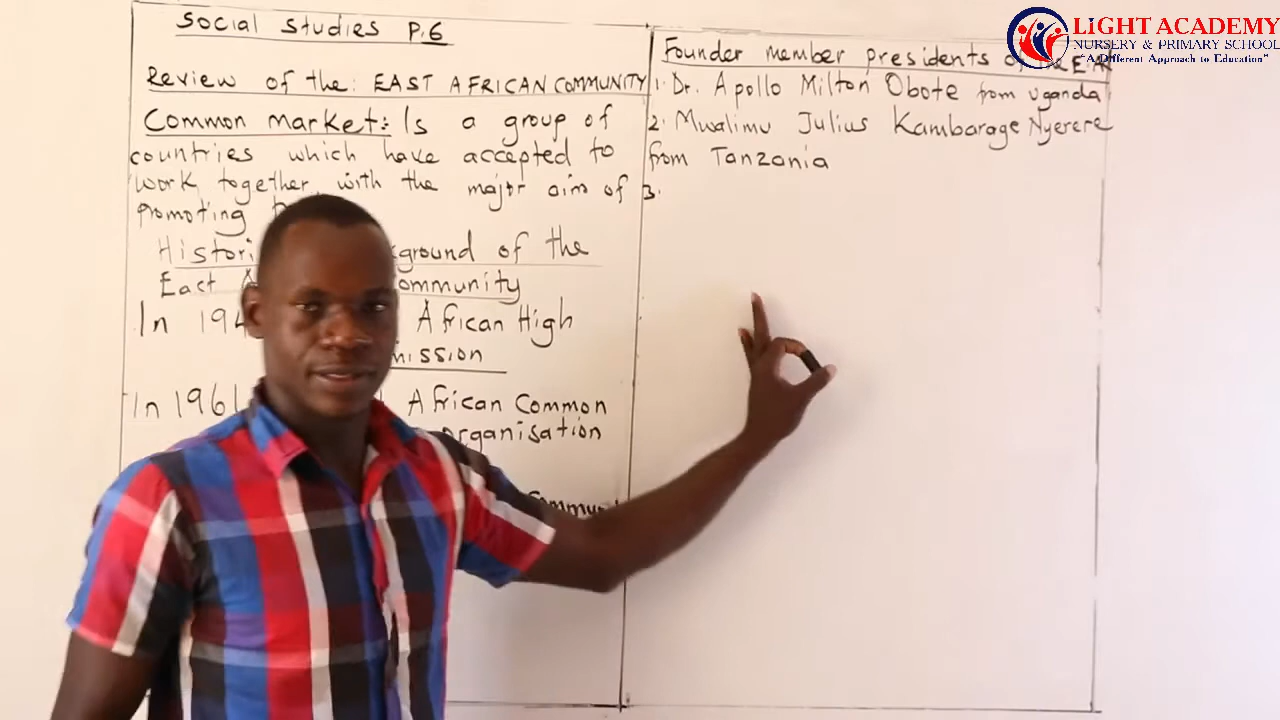 Social Studies P.6
Review of the: EAST AFRICAN COMMUNITY
Common market: Is a group of
countries which have accepted to
work together with the major aim of
promoting
ground of the
East ommunity
In 194 African High
mission
In 1961 African Common
organisation
Founder member presidents
1. Dr. Apollo Milton Obote from Uganda
2. Mwalimu Julius Kambarage Nyerere
from Tanzania
3.
LIGHT ACADEMY
NURSERY & PRIMARY SCHOOL
"A Different Approach to Education"